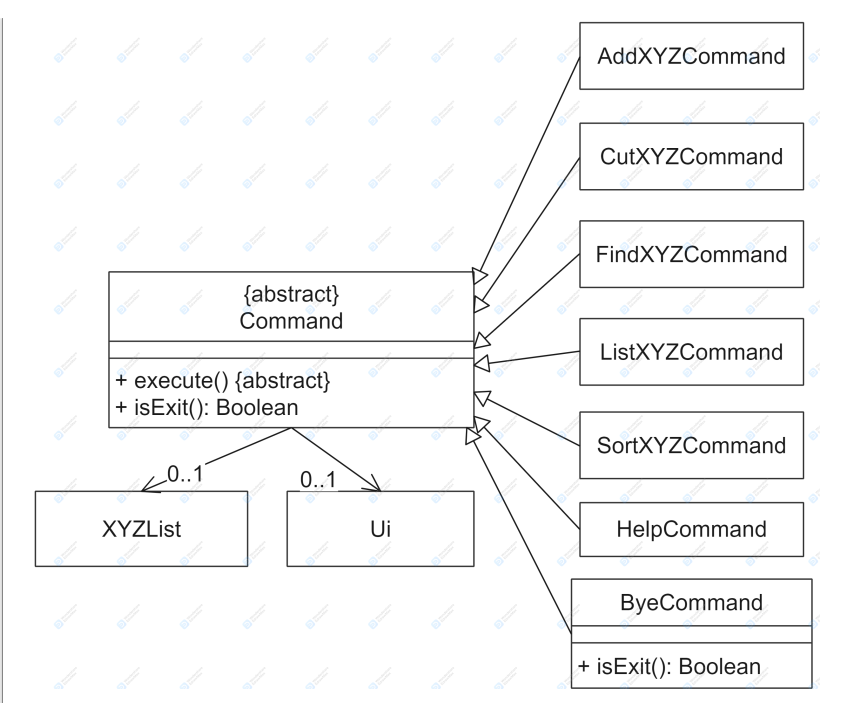 AddXYZCommand
CutXYZCommand
FindXYZCommand
{abstract}
Command
ListXYZCommand
+ execute() {abstract}
+ isExit(): Boolean
SortXYZCommand
0..1
0..1
XYZList
Ui
HelpCommand
ByeCommand
+ isExit(): Boolean